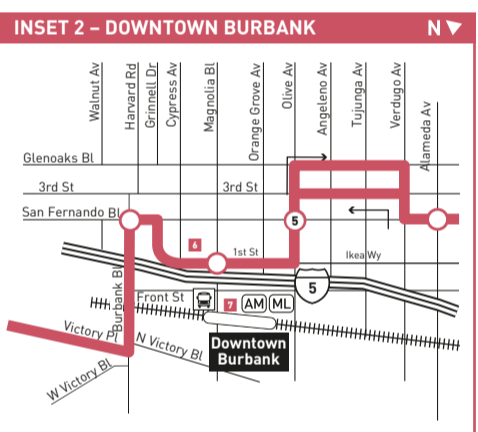 INSET 2 – DOWNTOWN BURBANK
N
Walnut Av
Harvard Rd
Grinnell Dr
Cypress Av
Magnolia Bl
Orange Grove Av
Olive Av
Angeleno Av
Tujunga Av
Verdugo Av
Alameda Av
Glenoaks Bl
3rd St
3rd St
San Fernando Bl
5
6
1st St
Ikea Wy
5
Burbank Bl
Front St
7
AM
ML
Victory Pl
N Victory Bl
W Victory Bl
Downtown
Burbank